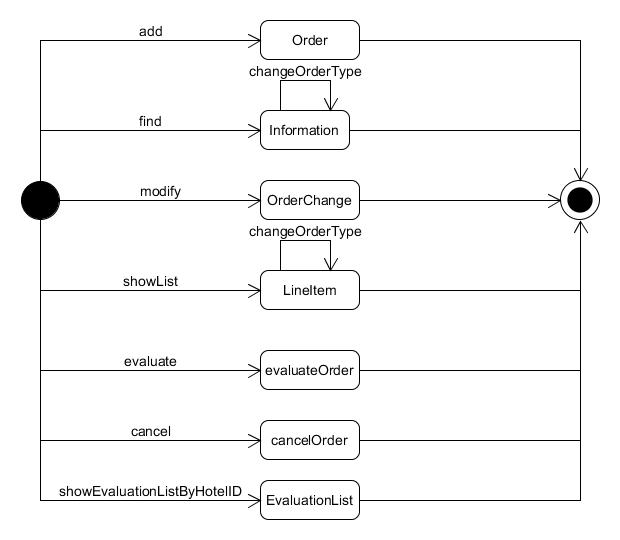 add
Order
changeOrderType
find
Information
modify
OrderChange
changeOrderType
showList
LineItem
evaluate
evaluateOrder
cancel
cancelOrder
showEvaluationListByHotelID
EvaluationList